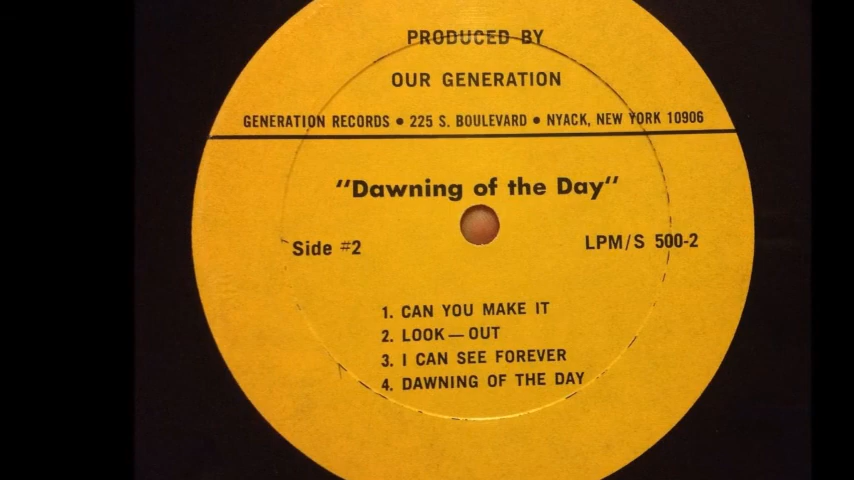 PRODUCED BY
OUR GENERATION
GENERATION RECORDS • 225 S. BOULEVARD • NYACK, NEW YORK 10906
"Dawning of the Day"
Side #2
LPM/S 500-2
1. CAN YOU MAKE IT
2. LOOK — OUT
3. I CAN SEE FOREVER
4. DAWNING OF THE DAY